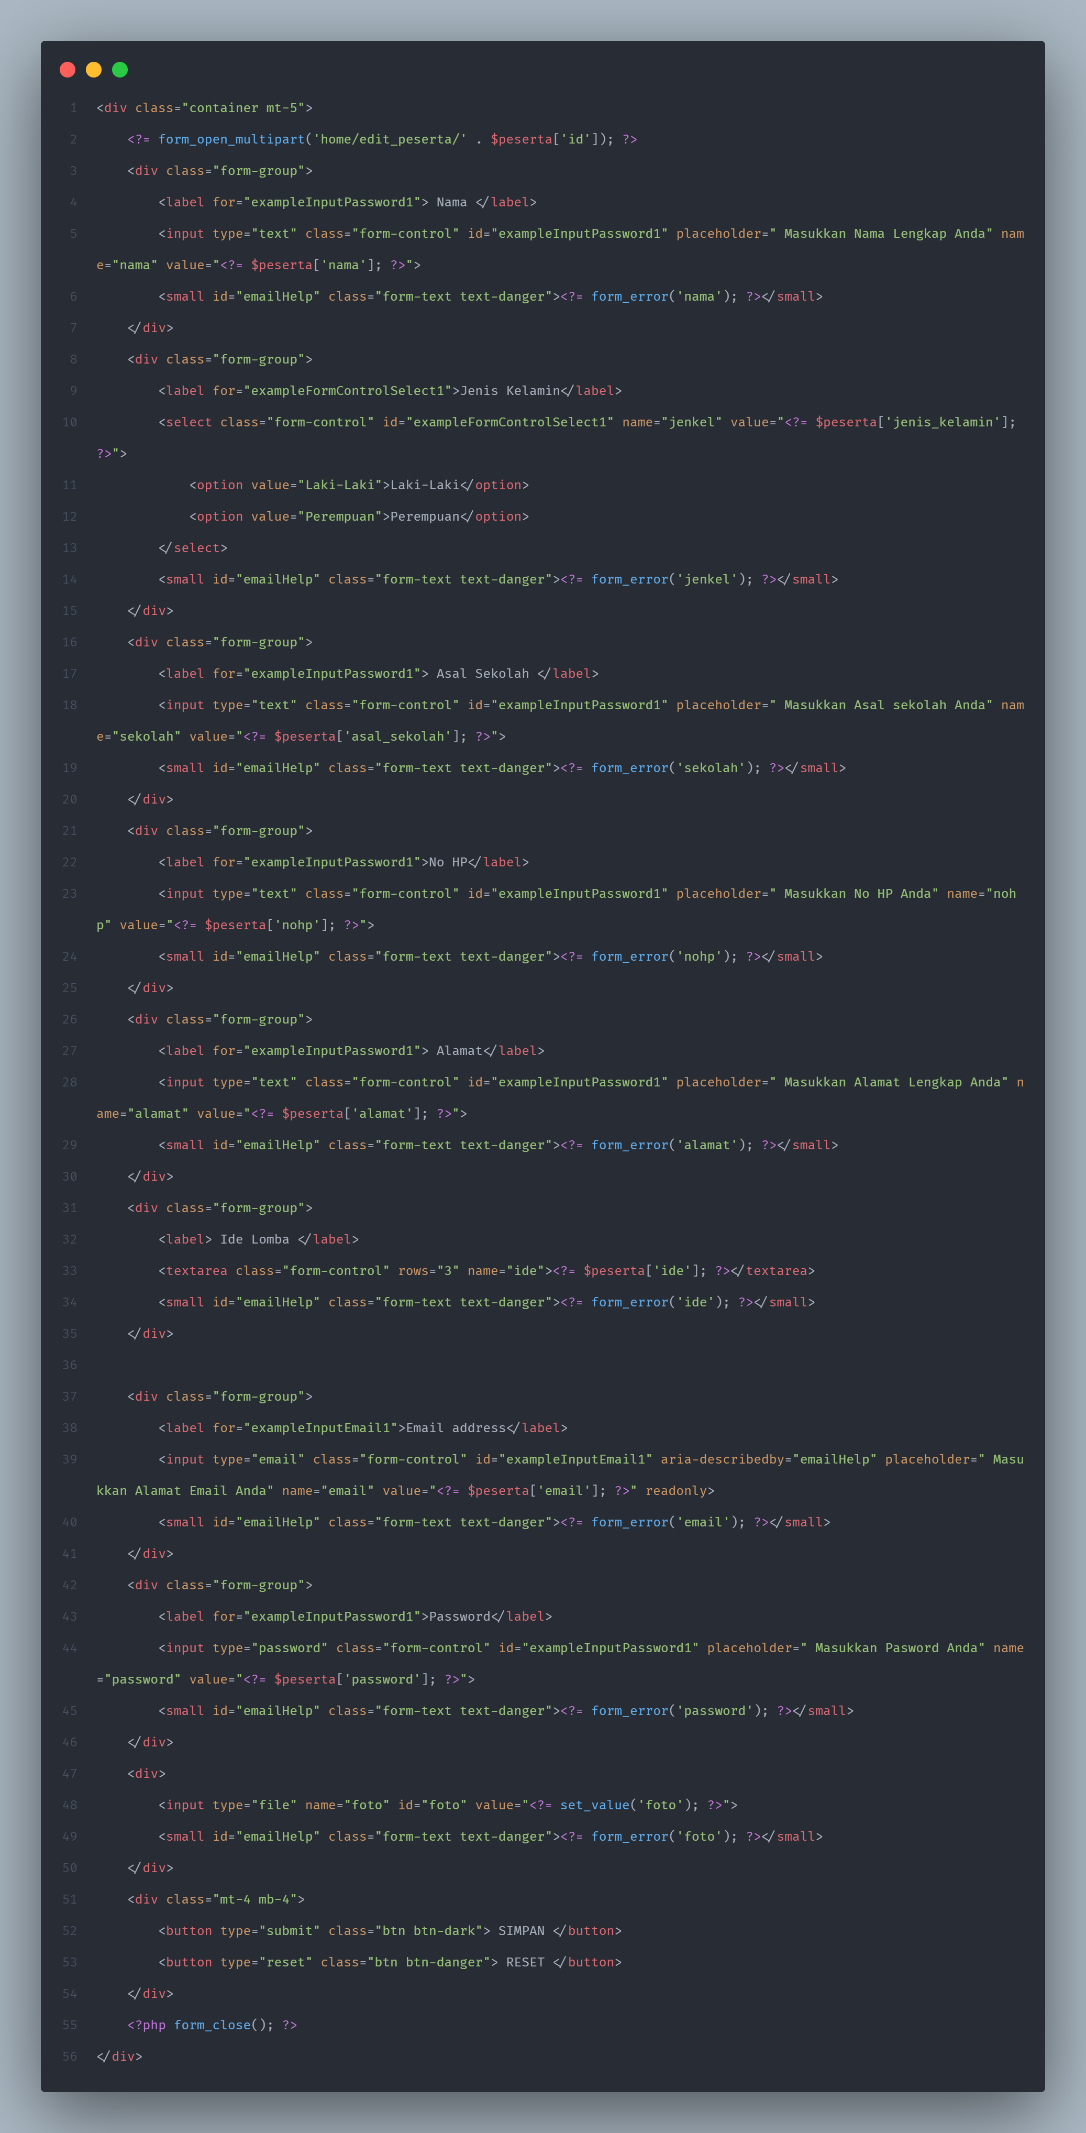 1 <div class="container mt-5">
2     <?= form_open_multipart('home/edit_peserta/' . $peserta['id']); ?>
3     <div class="form-group">
4         <label for="exampleInputPassword1"> Nama </label>
5         <input type="text" class="form-control" id="exampleInputPassword1" placeholder=" Masukkan Nama Lengkap Anda" nam
e="nama" value="<?= $peserta['nama']; ?>">
6         <small id="emailHelp" class="form-text text-danger"><?= form_error('nama'); ?></small>
7     </div>
8     <div class="form-group">
9         <label for="exampleFormControlSelect1">Jenis Kelamin</label>
10         <select class="form-control" id="exampleFormControlSelect1" name="jenkel" value="<?= $peserta['jenis_kelamin'];
?>">
11             <option value="Laki-Laki">Laki-Laki</option>
12             <option value="Perempuan">Perempuan</option>
13         </select>
14         <small id="emailHelp" class="form-text text-danger"><?= form_error('jenkel'); ?></small>
15     </div>
16     <div class="form-group">
17         <label for="exampleInputPassword1"> Asal Sekolah </label>
18         <input type="text" class="form-control" id="exampleInputPassword1" placeholder=" Masukkan Asal sekolah Anda" nam
e="sekolah" value="<?= $peserta['asal_sekolah']; ?>">
19         <small id="emailHelp" class="form-text text-danger"><?= form_error('sekolah'); ?></small>
20     </div>
21     <div class="form-group">
22         <label for="exampleInputPassword1">No HP</label>
23         <input type="text" class="form-control" id="exampleInputPassword1" placeholder=" Masukkan No HP Anda" name="noh
p" value="<?= $peserta['nohp']; ?>">
24         <small id="emailHelp" class="form-text text-danger"><?= form_error('nohp'); ?></small>
25     </div>
26     <div class="form-group">
27         <label for="exampleInputPassword1"> Alamat</label>
28         <input type="text" class="form-control" id="exampleInputPassword1" placeholder=" Masukkan Alamat Lengkap Anda" n
ame="alamat" value="<?= $peserta['alamat']; ?>">
29         <small id="emailHelp" class="form-text text-danger"><?= form_error('alamat'); ?></small>
30     </div>
31     <div class="form-group">
32         <label> Ide Lomba </label>
33         <textarea class="form-control" rows="3" name="ide"><?= $peserta['ide']; ?></textarea>
34         <small id="emailHelp" class="form-text text-danger"><?= form_error('ide'); ?></small>
35     </div>
36
37     <div class="form-group">
38         <label for="exampleInputEmail1">Email address</label>
39         <input type="email" class="form-control" id="exampleInputEmail1" aria-describedby="emailHelp" placeholder=" Masu
kkan Alamat Email Anda" name="email" value="<?= $peserta['email']; ?>" readonly>
40         <small id="emailHelp" class="form-text text-danger"><?= form_error('email'); ?></small>
41     </div>
42     <div class="form-group">
43         <label for="exampleInputPassword1">Password</label>
44         <input type="password" class="form-control" id="exampleInputPassword1" placeholder=" Masukkan Pasword Anda" name
="password" value="<?= $peserta['password']; ?>">
45         <small id="emailHelp" class="form-text text-danger"><?= form_error('password'); ?></small>
46     </div>
47     <div>
48         <input type="file" name="foto" id="foto" value="<?= set_value('foto'); ?>">
49         <small id="emailHelp" class="form-text text-danger"><?= form_error('foto'); ?></small>
50     </div>
51     <div class="mt-4 mb-4">
52         <button type="submit" class="btn btn-dark"> SIMPAN </button>
53         <button type="reset" class="btn btn-danger"> RESET </button>
54     </div>
55     <?php form_close(); ?>
56 </div>